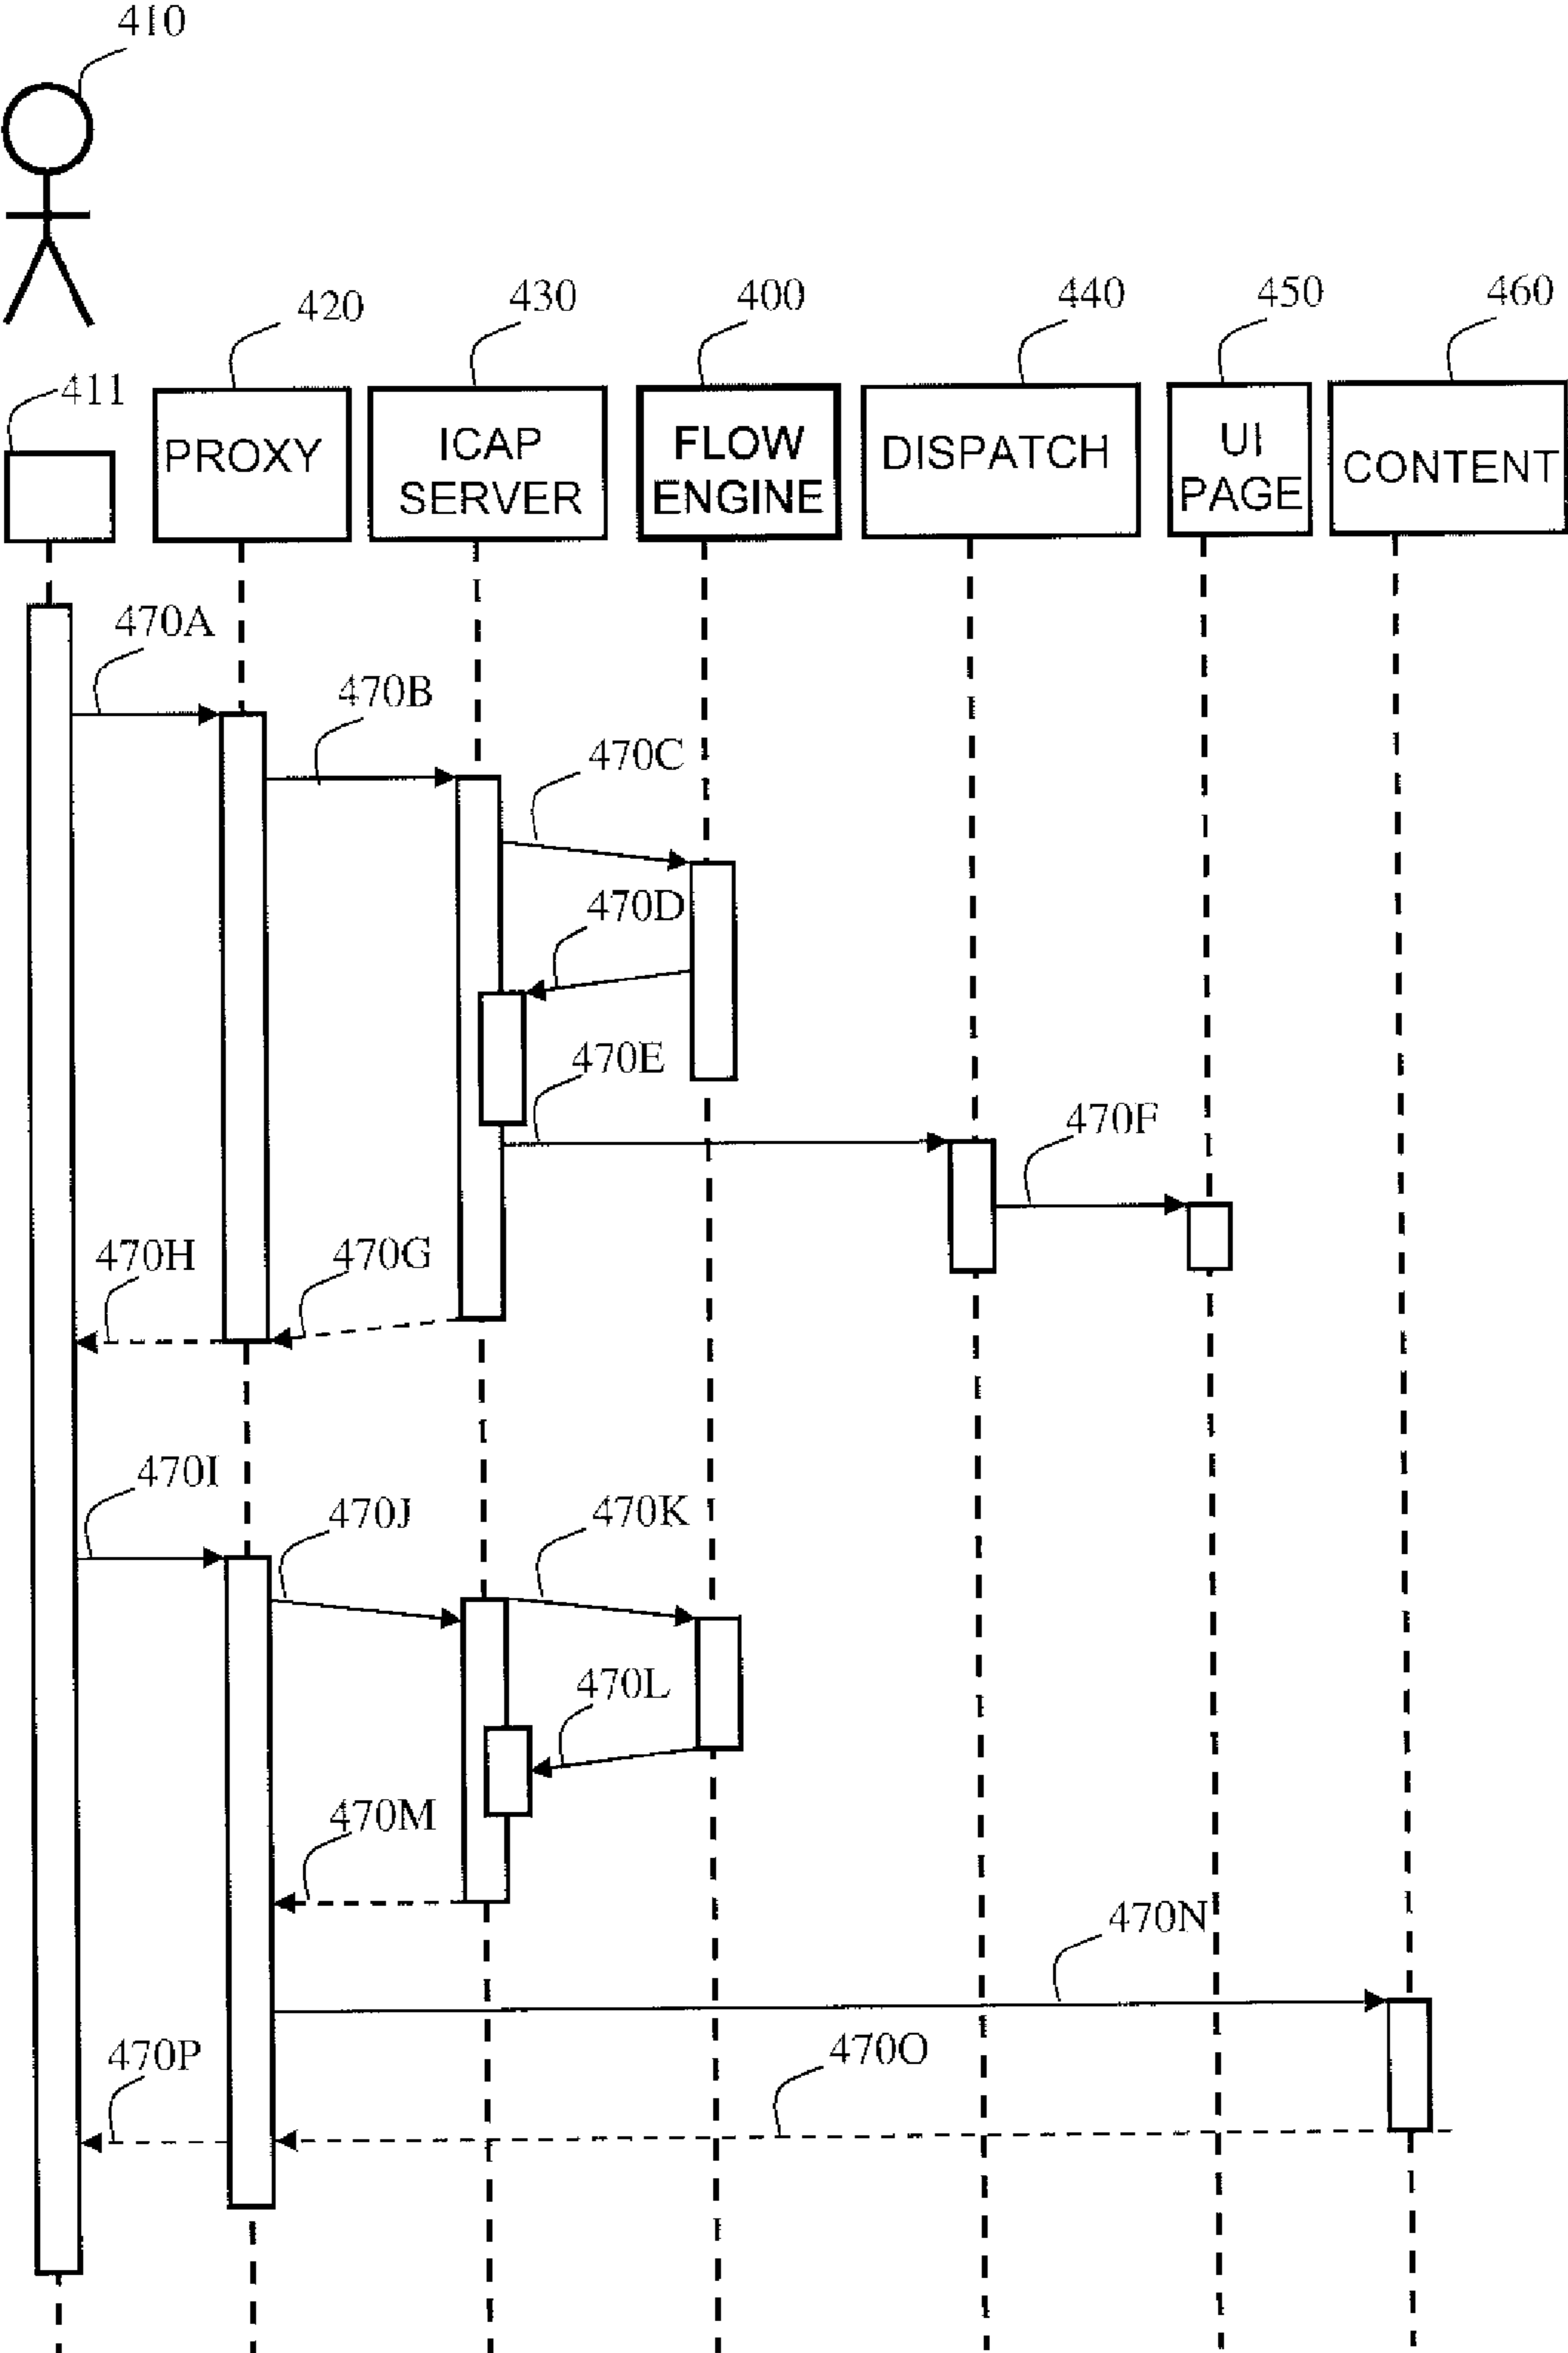 410
420
430
400
440
450
460
411
PROXY
ICAP
SERVER
FLOW
ENGINE
DISPATCH
UI
PAGE
CONTENT
470A
470B
470C
470D
470E
470F
470G
470H
470I
470J
470K
470L
470M
470N
470O
470P